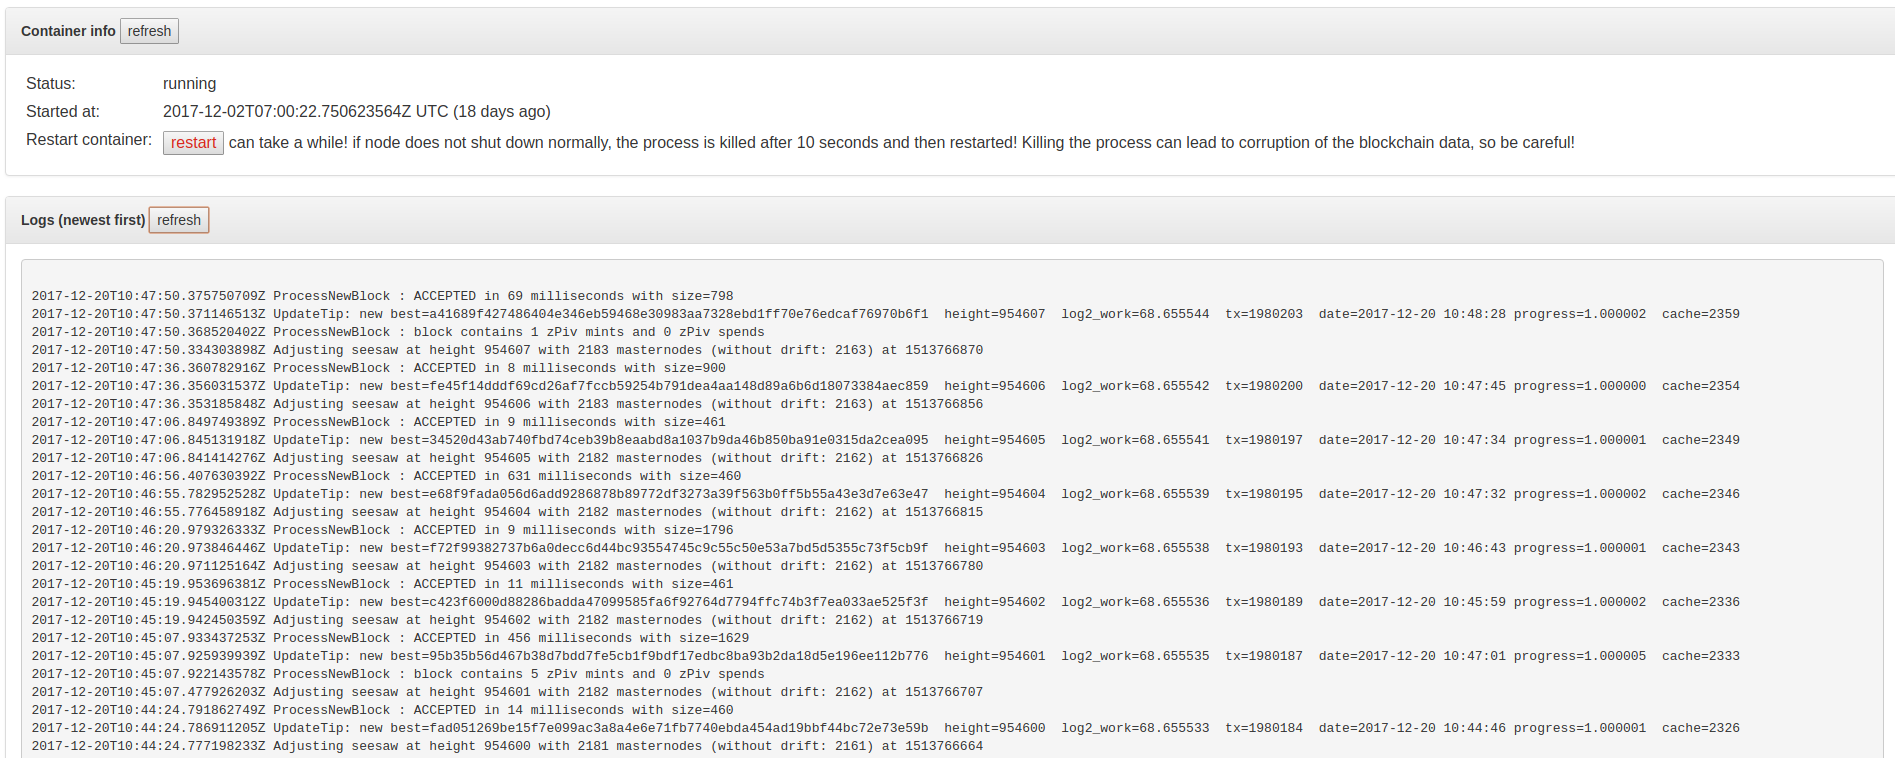 Container info refresh
Status: running
Started at: 2017-12-02T07:00:22.750623564Z UTC (18 days ago)
Restart container: restart can take a while! if node does not shut down normally, the process is killed after 10 seconds and then restarted! Killing the process can lead to corruption of the blockchain data, so be careful!
Logs (newest first) refresh
2017-12-20T10:47:50.375750709Z ProcessNewBlock : ACCEPTED in 69 milliseconds with size=798
2017-12-20T10:47:50.371146513Z UpdateTip: new best=a41689f427486404e346eb59468e30983aa7328ebd1ff70e76edcaf76970b6f1  height=954607  log2_work=68.655544  tx=1980203  date=2017-12-20 10:48:28 progress=1.000002  cache=2359
2017-12-20T10:47:50.368520402Z ProcessNewBlock : block contains 1 zPiv mints and 0 zPiv spends
2017-12-20T10:47:50.334303898Z Adjusting seesaw at height 954607 with 2183 masternodes (without drift: 2163) at 1513766870
2017-12-20T10:47:36.360782916Z ProcessNewBlock : ACCEPTED in 8 milliseconds with size=900
2017-12-20T10:47:36.356031537Z UpdateTip: new best=fe45f14dddf69cd26af7fccb59254b791dea4aa148d89a6b6d18073384aec859  height=954606  log2_work=68.655542  tx=1980200  date=2017-12-20 10:47:45 progress=1.000000  cache=2354
2017-12-20T10:47:36.353185848Z Adjusting seesaw at height 954606 with 2183 masternodes (without drift: 2163) at 1513766856
2017-12-20T10:47:06.849749389Z ProcessNewBlock : ACCEPTED in 9 milliseconds with size=461
2017-12-20T10:47:06.845131918Z UpdateTip: new best=34520d43ab740fbd74ceb39b8eaabd8a1037b9da46b850ba91e0315da2cea095  height=954605  log2_work=68.655541  tx=1980197  date=2017-12-20 10:47:34 progress=1.000001  cache=2349
2017-12-20T10:47:06.841414276Z Adjusting seesaw at height 954605 with 2182 masternodes (without drift: 2162) at 1513766826
2017-12-20T10:46:56.407630392Z ProcessNewBlock : ACCEPTED in 631 milliseconds with size=460
2017-12-20T10:46:55.782952528Z UpdateTip: new best=e68f9fada056d6add9286878b89772df3273a39f563b0ff5b55a43e3d7e63e47  height=954604  log2_work=68.655539  tx=1980195  date=2017-12-20 10:47:32 progress=1.000002  cache=2346
2017-12-20T10:46:55.776458918Z Adjusting seesaw at height 954604 with 2182 masternodes (without drift: 2162) at 1513766815
2017-12-20T10:46:20.979326333Z ProcessNewBlock : ACCEPTED in 9 milliseconds with size=1796
2017-12-20T10:46:20.973846446Z UpdateTip: new best=f72f99382737b6a0decc6d44bc93554745c9c55c50e53a7bd5d5355c73f5cb9f  height=954603  log2_work=68.655538  tx=1980193  date=2017-12-20 10:46:43 progress=1.000001  cache=2343
2017-12-20T10:46:20.971125164Z Adjusting seesaw at height 954603 with 2182 masternodes (without drift: 2162) at 1513766780
2017-12-20T10:45:19.953696381Z ProcessNewBlock : ACCEPTED in 11 milliseconds with size=461
2017-12-20T10:45:19.945400312Z UpdateTip: new best=c423f6000d88286badda47099585fa6f92764d7794ffc74b3f7ea033ae525f3f  height=954602  log2_work=68.655536  tx=1980189  date=2017-12-20 10:45:59 progress=1.000002  cache=2336
2017-12-20T10:45:19.942450359Z Adjusting seesaw at height 954602 with 2182 masternodes (without drift: 2162) at 1513766719
2017-12-20T10:45:07.933437253Z ProcessNewBlock : ACCEPTED in 456 milliseconds with size=1629
2017-12-20T10:45:07.925939939Z UpdateTip: new best=95b35b56d467b38d7bdd7fe5cb1f9bdf17edbc8ba93b2da18d5e196ee112b776  height=954601  log2_work=68.655535  tx=1980187  date=2017-12-20 10:47:01 progress=1.000005  cache=2333
2017-12-20T10:45:07.922143578Z ProcessNewBlock : block contains 5 zPiv mints and 0 zPiv spends
2017-12-20T10:45:07.477926203Z Adjusting seesaw at height 954601 with 2182 masternodes (without drift: 2162) at 1513766707
2017-12-20T10:44:24.791862749Z ProcessNewBlock : ACCEPTED in 14 milliseconds with size=460
2017-12-20T10:44:24.786911205Z UpdateTip: new best=fad051269be15f7e099ac3a8a4e6e71fb7740ebda454ad19bbf44bc72e73e59b  height=954600  log2_work=68.655533  tx=1980184  date=2017-12-20 10:44:46 progress=1.000001  cache=2326
2017-12-20T10:44:24.777198233Z Adjusting seesaw at height 954600 with 2181 masternodes (without drift: 2161) at 1513766664